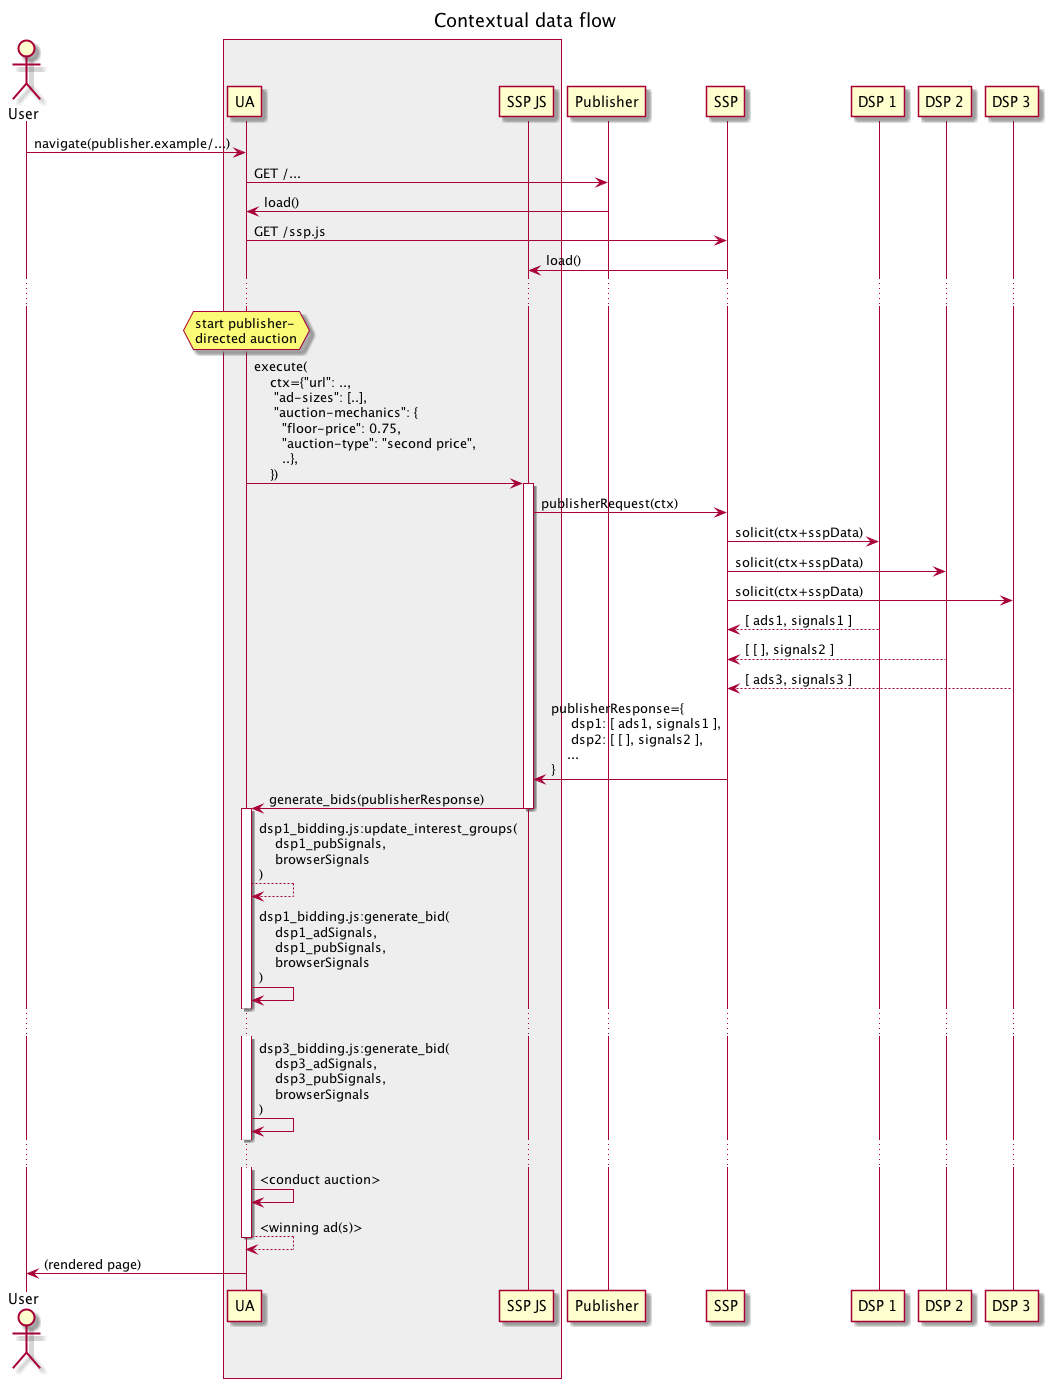 Contextual data flow
User
UA
SSP JS
Publisher
SSP
DSP 1
DSP 2
DSP 3
navigate(publisher.example/...)
GET /...
load()
GET /ssp.js
load()
start publisher-
directed auction
execute(
ctx={"url": ..,
"ad-sizes": [..],
"auction-mechanics": {
"floor-price": 0.75,
"auction-type": "second price",
..},
})
publisherRequest(ctx)
solicit(ctx+sspData)
solicit(ctx+sspData)
solicit(ctx+sspData)
[ ads1, signals1 ]
[ [ ], signals2 ]
[ ads3, signals3 ]
publisherResponse={
dsp1: [ ads1, signals1 ],
dsp2: [ [ ], signals2 ],
...
}
generate_bids(publisherResponse)
dsp1_bidding.js:update_interest_groups(
dsp1_pubSignals,
browserSignals
)
dsp1_bidding.js:generate_bid(
dsp1_adSignals,
dsp1_pubSignals,
browserSignals
)
dsp3_bidding.js:generate_bid(
dsp3_adSignals,
dsp3_pubSignals,
browserSignals
)
<conduct auction>
<winning ad(s)>
(rendered page)
User
UA
SSP JS
Publisher
SSP
DSP 1
DSP 2
DSP 3